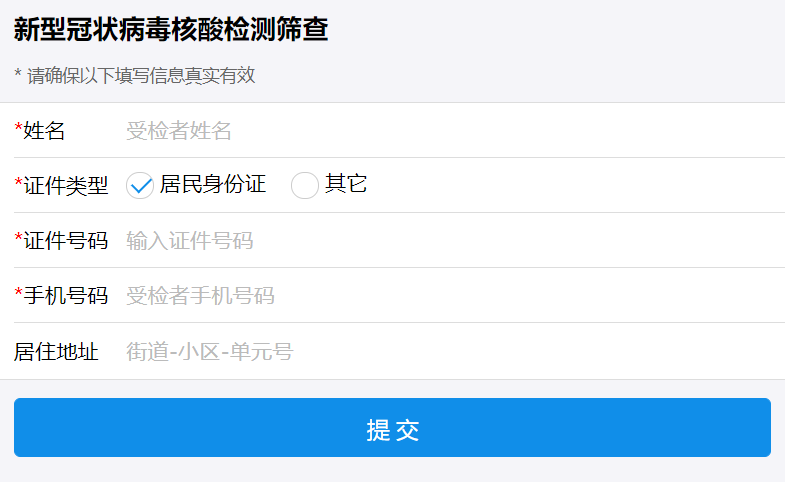 新型冠状病毒核酸检测筛查
* 请确保以下填写信息真实有效
*姓名 受检者姓名
*证件类型 居民身份证 其它
*证件号码 输入证件号码
*手机号码 受检者手机号码
居住地址 街道-小区-单元号
提交